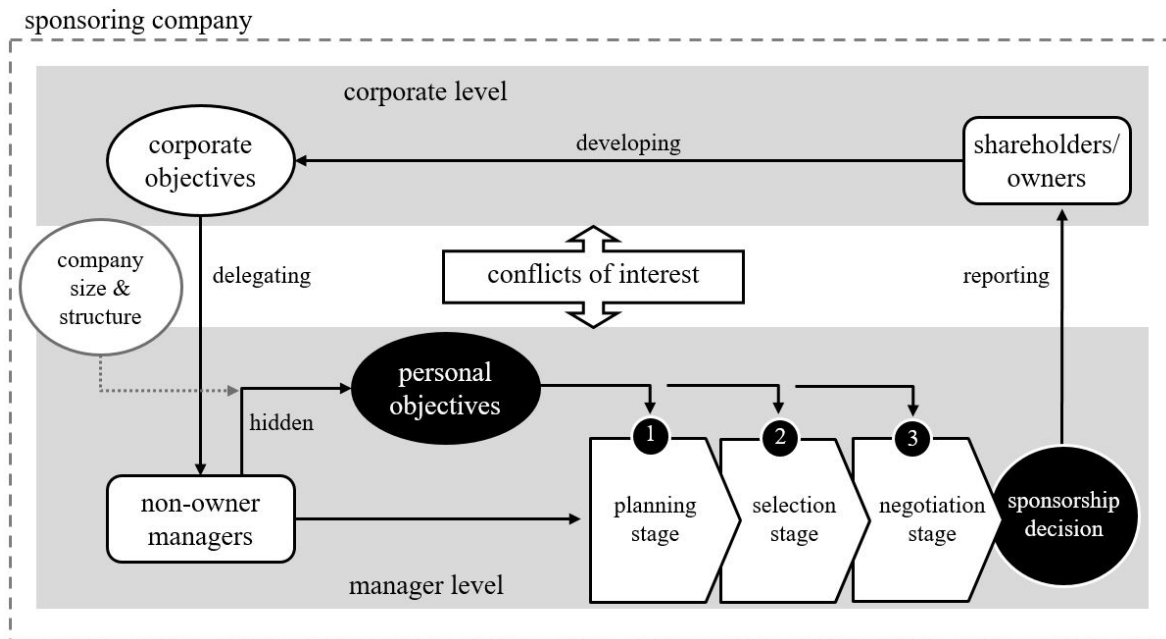 sponsoring company
corporate level
corporate
objectives
developing
shareholders/
owners
company
size &
structure
delegating
conflicts of interest
reporting
personal
objectives
hidden
1
2
3
non-owner
managers
planning
stage
selection
stage
negotiation
stage
sponsorship
decision
manager level